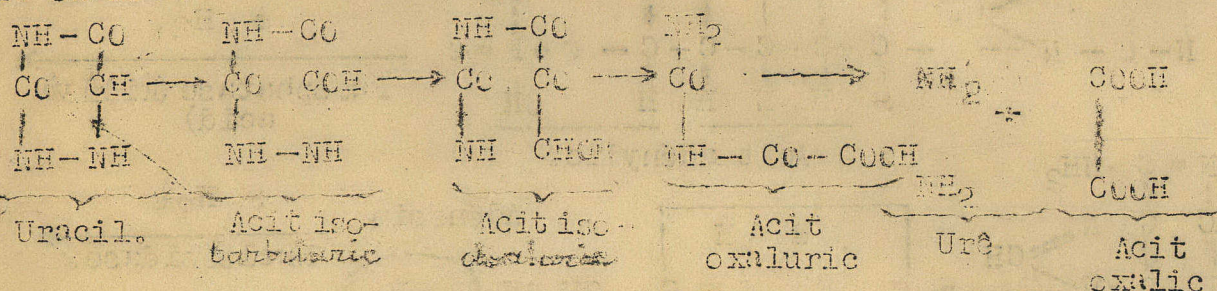 NH-CO NH-CO NH-CO NH2
CO CH → CO COH → CO CO → CO → NH2 + COOH
NH-NH NH-NH NH CHOH NH-CO-COOH NH2 COOH
Uracil. Acit iso- Acit iso- Acit Urê Acit
barbituric oxaluric oxalic